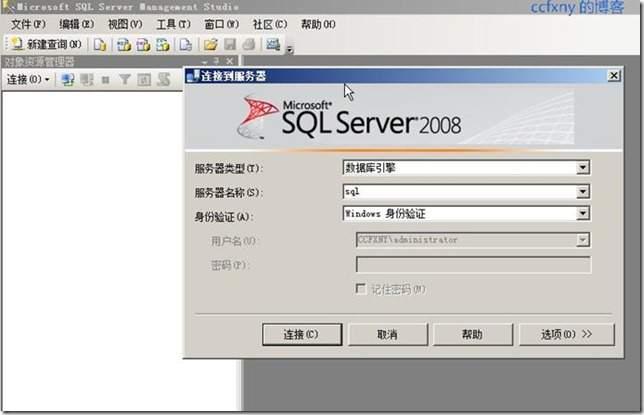 Microsoft SQL Server Management Studio
ccfxny 的博客
文件(F) 编辑(E) 视图(V) 工具(T) 窗口(W) 社区(C) 帮助(H)
新建查询(N)
对象资源管理器
连接(O)
连接到服务器
Microsoft
SQL Server 2008
服务器类型(T): 数据库引擎
服务器名称(S): sql
身份验证(A): Windows 身份验证
用户名(U): CCFXNY\administrator
密码(P):
记住密码(M)
连接(C) 取消 帮助 选项(O) >>